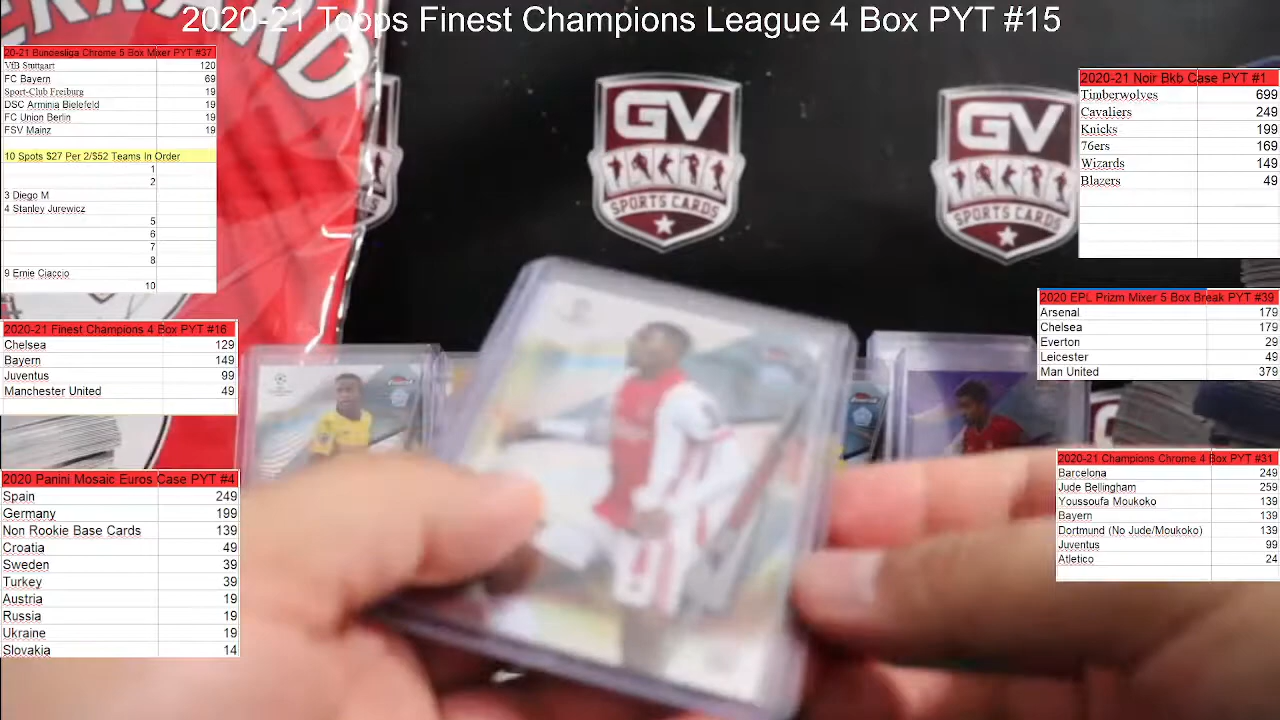 2020-21 Topps Finest Champions League 4 Box PYT #15
20-21 Bundesliga Chrome 5 Box Mixer PYT #37
VfB Stuttgart 120
FC Bayern 69
Sport-Club Freiburg 19
DSC Arminia Bielefeld 19
FC Union Berlin 19
FSV Mainz 19
10 Spots $27 Per 2/$52 Teams In Order
1
2
3 Diego M
4 Stanley Jurewicz
5
6
7
8
9 Ernie Ciaccio
10
2020-21 Finest Champions 4 Box PYT #16
Chelsea 129
Bayern 149
Juventus 99
Manchester United 49
2020 Panini Mosaic Euros Case PYT #4
Spain 249
Germany 199
Non Rookie Base Cards 139
Croatia 49
Sweden 39
Turkey 39
Austria 19
Russia 19
Ukraine 19
Slovakia 14
GV
SPORTS CARDS
GV
SPORTS CARDS
2020-21 Noir Bkb Case PYT #1
Timberwolves 699
Cavaliers 249
Knicks 199
76ers 169
Wizards 149
Blazers 49
2020 EPL Prizm Mixer 5 Box Break PYT #39
Arsenal 179
Chelsea 179
Everton 29
Leicester 49
Man United 379
2020-21 Champions Chrome 4 Box PYT #31
Barcelona 249
Jude Bellingham 259
Youssoufa Moukoko 139
Bayern 139
Dortmund (No Jude/Moukoko) 139
Juventus 99
Atletico 24